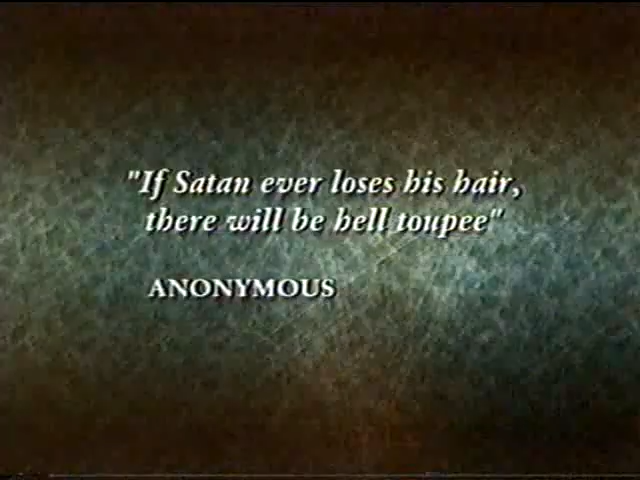 "If Satan ever loses his hair,
there will be hell toupee"
ANONYMOUS